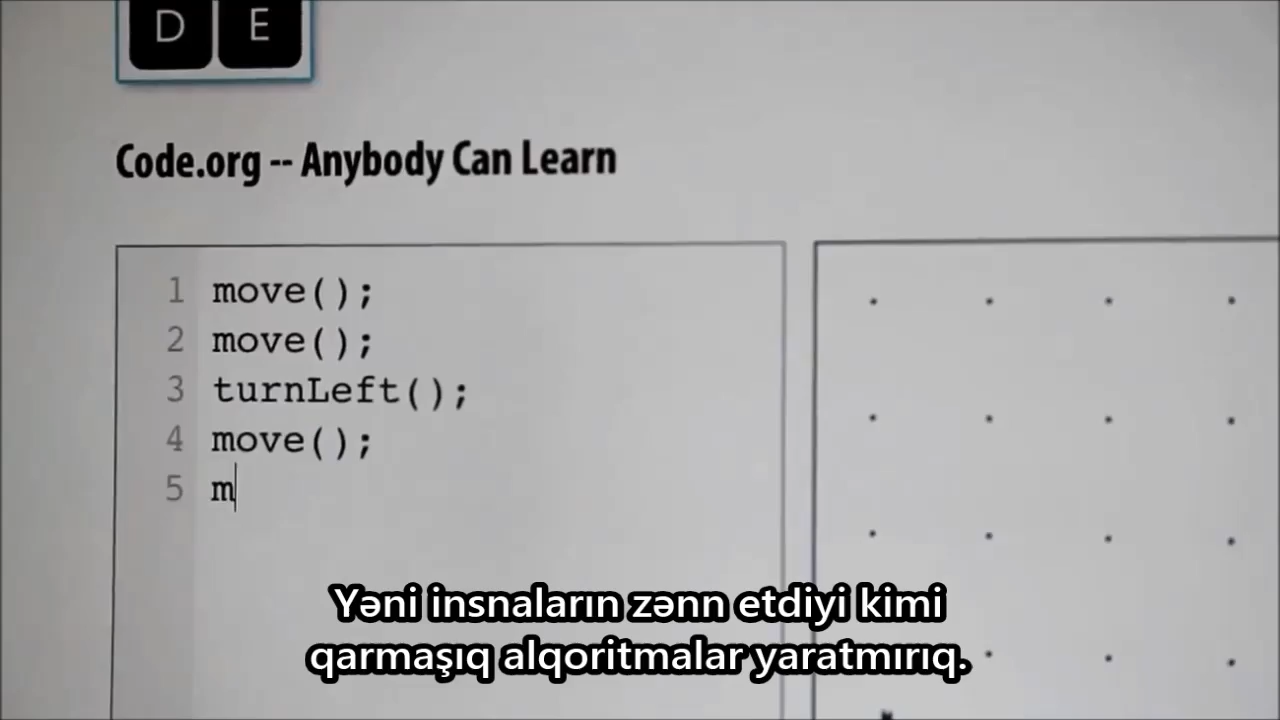 D E
Code.org -- Anybody Can Learn
1 move();
2 move();
3 turnLeft();
4 move();
5 m
Yəni insnaların zənn etdiyi kimi
qarmaşıq alqoritmalar yaratmırıq.